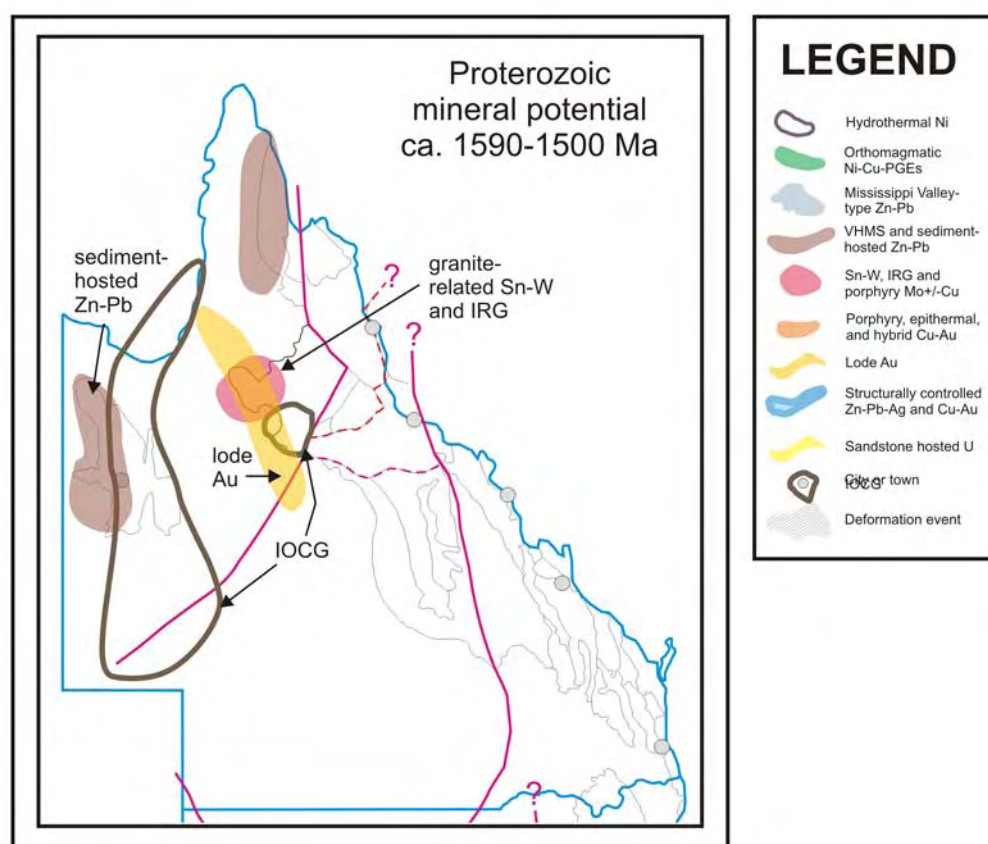 Proterozoic
mineral potential
ca. 1590-1500 Ma
sediment-
hosted
Zn-Pb
granite-
related Sn-W
and IRG
?
?
lode
Au
IOCG
?
LEGEND
Hydrothermal Ni
Orthomagmatic
Ni-Cu-PGEs
Mississippi Valley-
type Zn-Pb
VHMS and sediment-
hosted Zn-Pb
Sn-W, IRG and
porphyry Mo+/-Cu
Porphyry, epithermal,
and hybrid Cu-Au
Lode Au
Structurally controlled
Zn-Pb-Ag and Cu-Au
Sandstone hosted U
City or town
IOCG
Deformation event